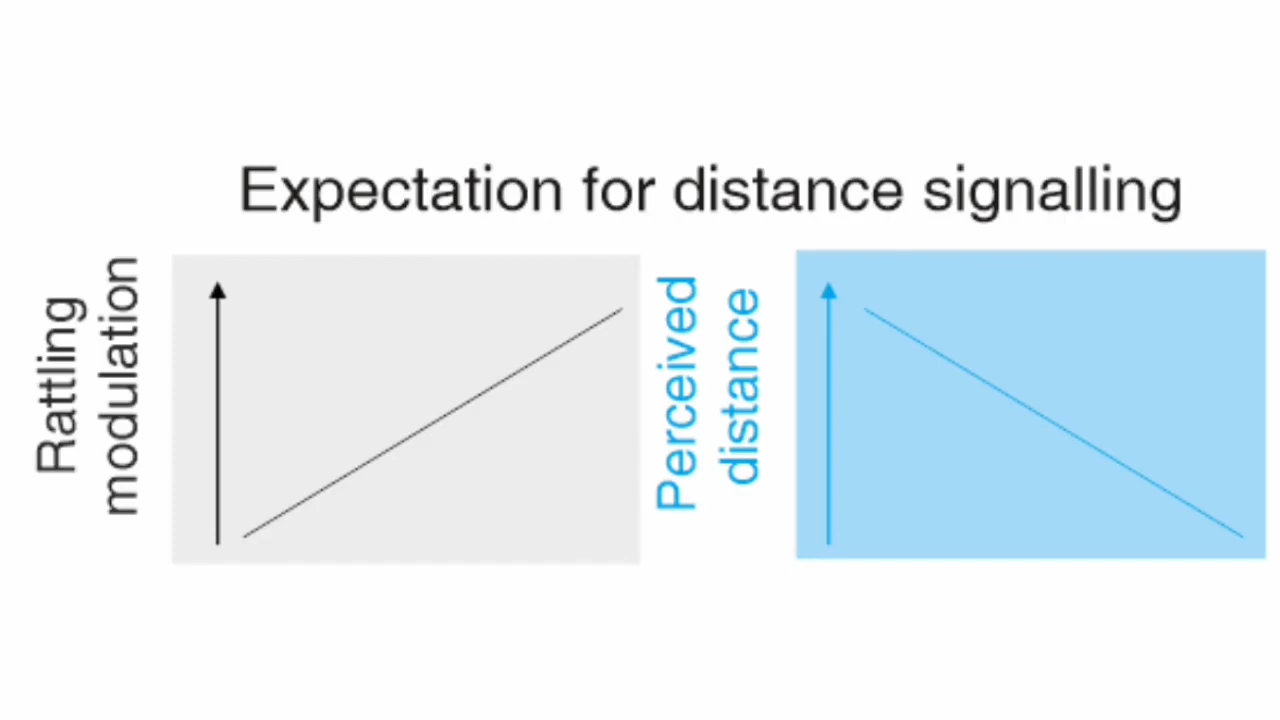 Expectation for distance signalling
Rattling
modulation
Perceived
distance